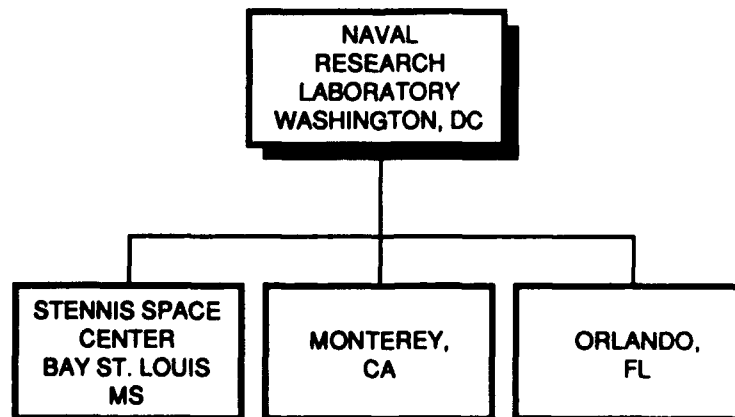 NAVAL
RESEARCH
LABORATORY
WASHINGTON, DC
STENNIS SPACE
CENTER
BAY ST. LOUIS
MS
MONTEREY,
CA
ORLANDO,
FL